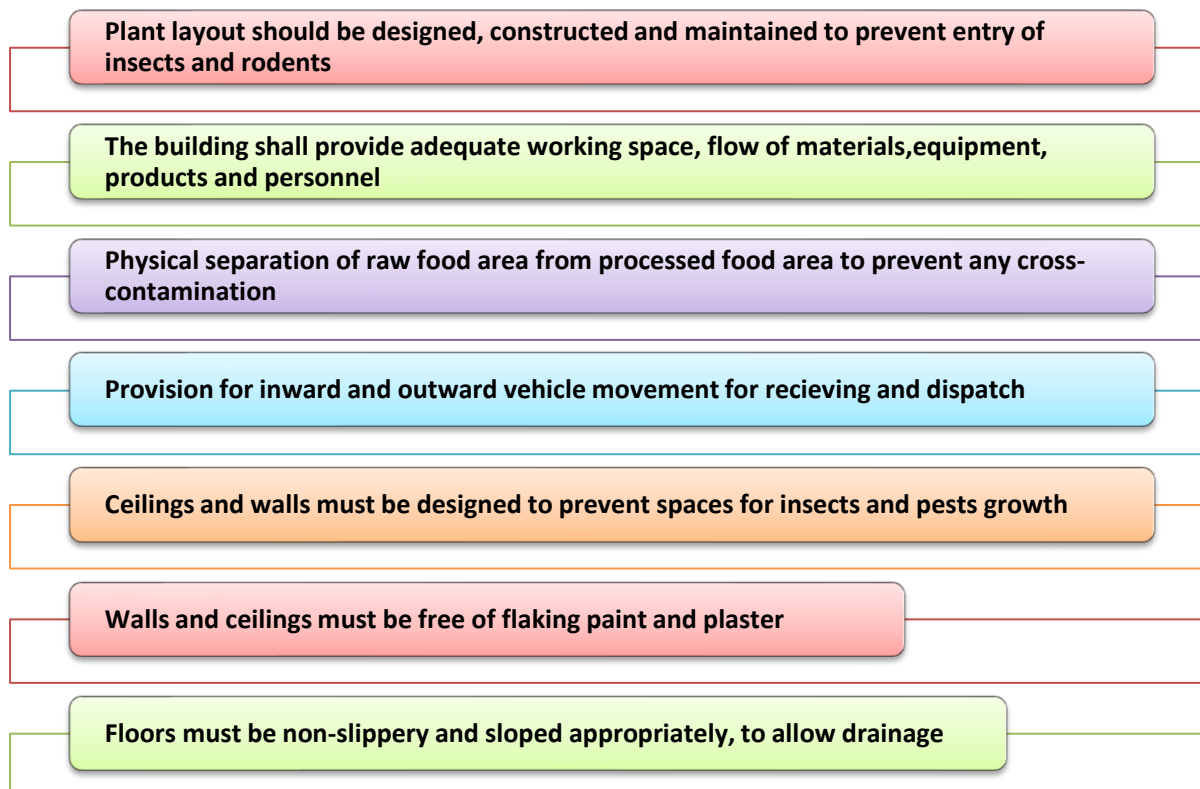 Plant layout should be designed, constructed and maintained to prevent entry of
insects and rodents
The building shall provide adequate working space, flow of materials,equipment,
products and personnel
Physical separation of raw food area from processed food area to prevent any cross-
contamination
Provision for inward and outward vehicle movement for recieving and dispatch
Ceilings and walls must be designed to prevent spaces for insects and pests growth
Walls and ceilings must be free of flaking paint and plaster
Floors must be non-slippery and sloped appropriately, to allow drainage